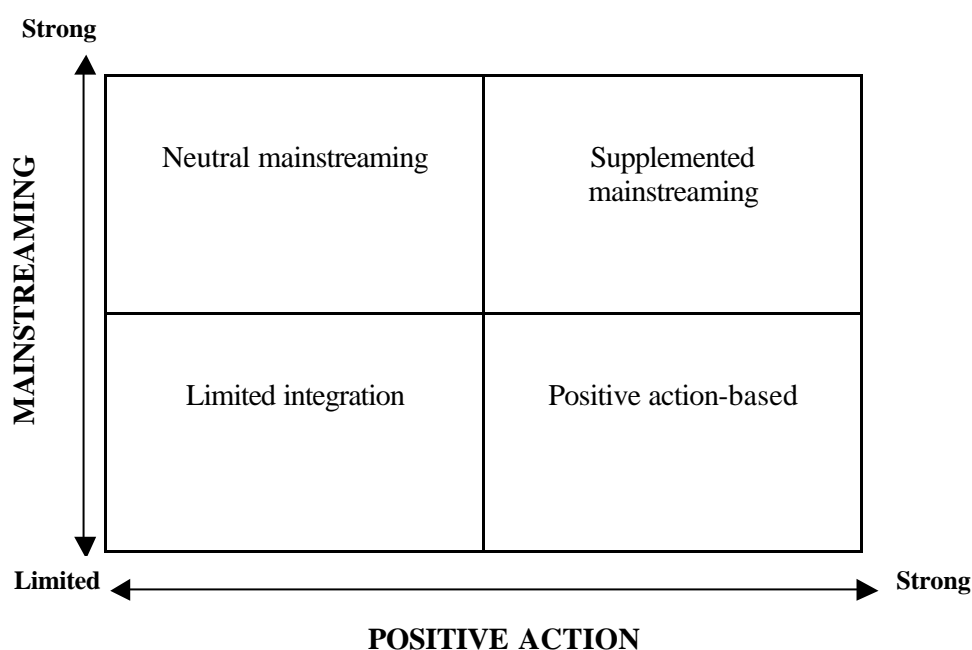 Strong
MAINSTREAMING
Neutral mainstreaming
Supplemented
mainstreaming
Limited integration
Positive action-based
Limited
Strong
POSITIVE ACTION